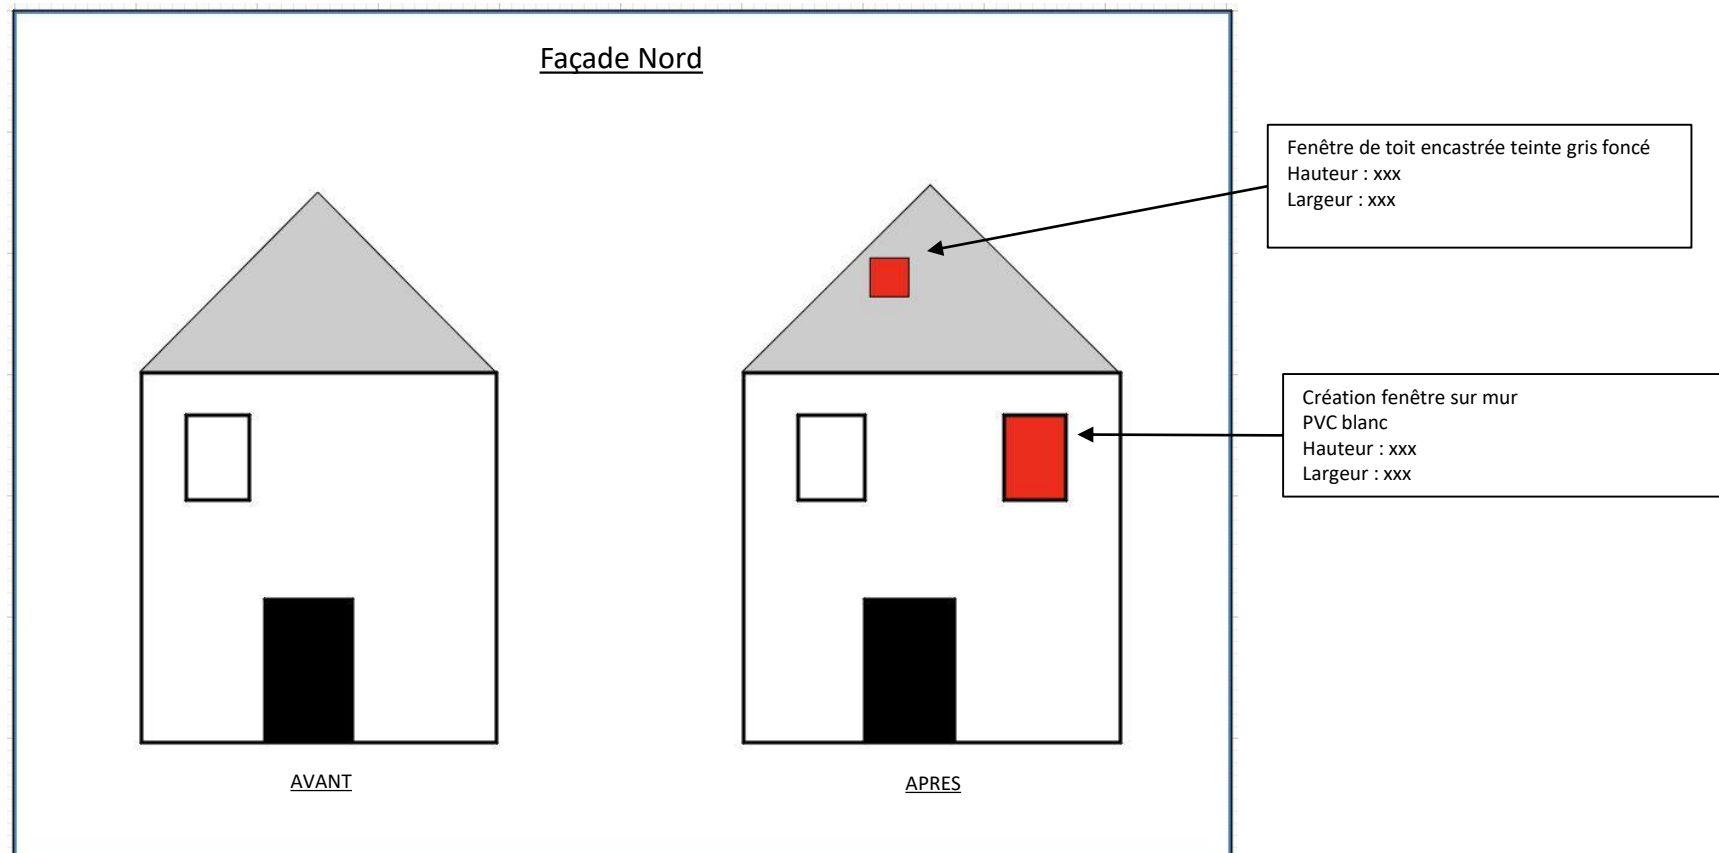 Façade Nord
Fenêtre de toit encastrée teinte gris foncé
Hauteur : xxx
Largeur : xxx
Création fenêtre sur mur
PVC blanc
Hauteur : xxx
Largeur : xxx
AVANT
APRES